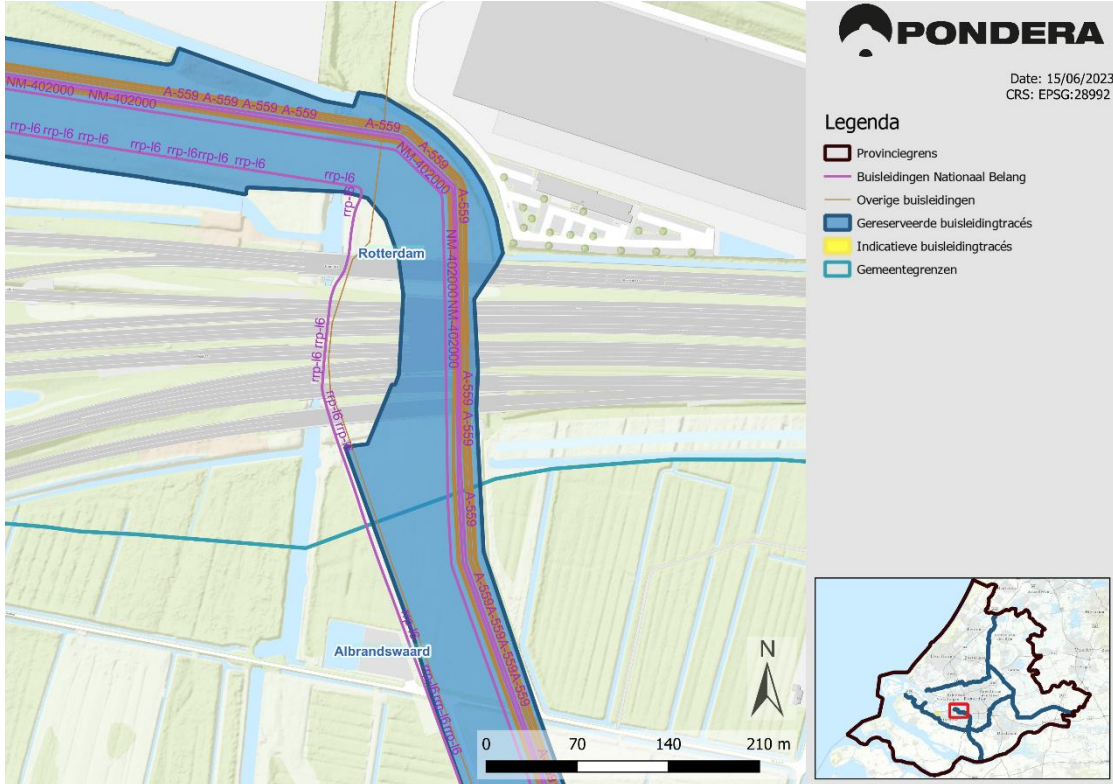 PONDERA
Date: 15/06/2023
CRS: EPSG:28992
Legenda
Provinciegrens
Buisleidingen Nationaal Belang
Overige buisleidingen
Gereserveerde buisleidingtracés
Indicatieve buisleidingtracés
Gemeentegrenzen
NM-402000 NM-402000
A-559 A-559 A-559 A-559
A-559
A-559
NM-402000
A-559
rrp-l6 rrp-l6 rrp-l6
rrp-l6 rrp-l6rrp-l6 rrp-l6
rrp-l6
rrp-l6
Rotterdam
NM-402000NM-402000
rrp-l6 rrp-l6
A-559 A-559
A-559
A-559A-559A-559A-559
rrp-l6
Albrandswaard
N
0 70 140 210 m